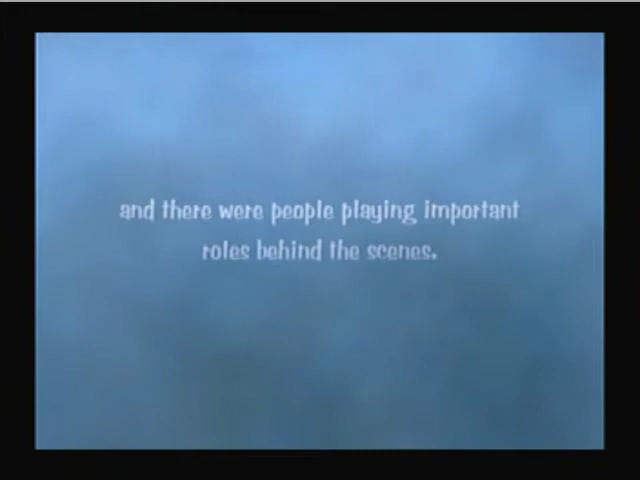 and there were people playing important
roles behind the scenes.